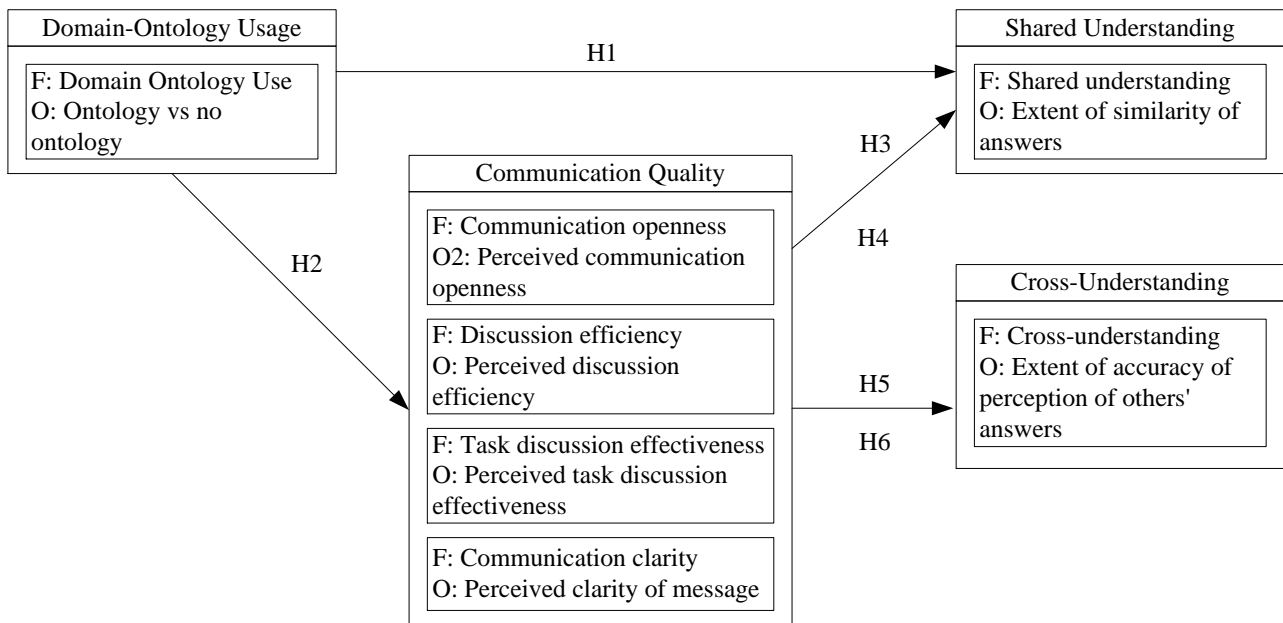 Domain-Ontology Usage
F: Domain Ontology Use
O: Ontology vs no
ontology
H1
H2
Communication Quality
F: Communication openness
O2: Perceived communication
openness
F: Discussion efficiency
O: Perceived discussion
efficiency
F: Task discussion effectiveness
O: Perceived task discussion
effectiveness
F: Communication clarity
O: Perceived clarity of message
H3
H4
H5
H6
Shared Understanding
F: Shared understanding
O: Extent of similarity of
answers
Cross-Understanding
F: Cross-understanding
O: Extent of accuracy of
perception of others'
answers